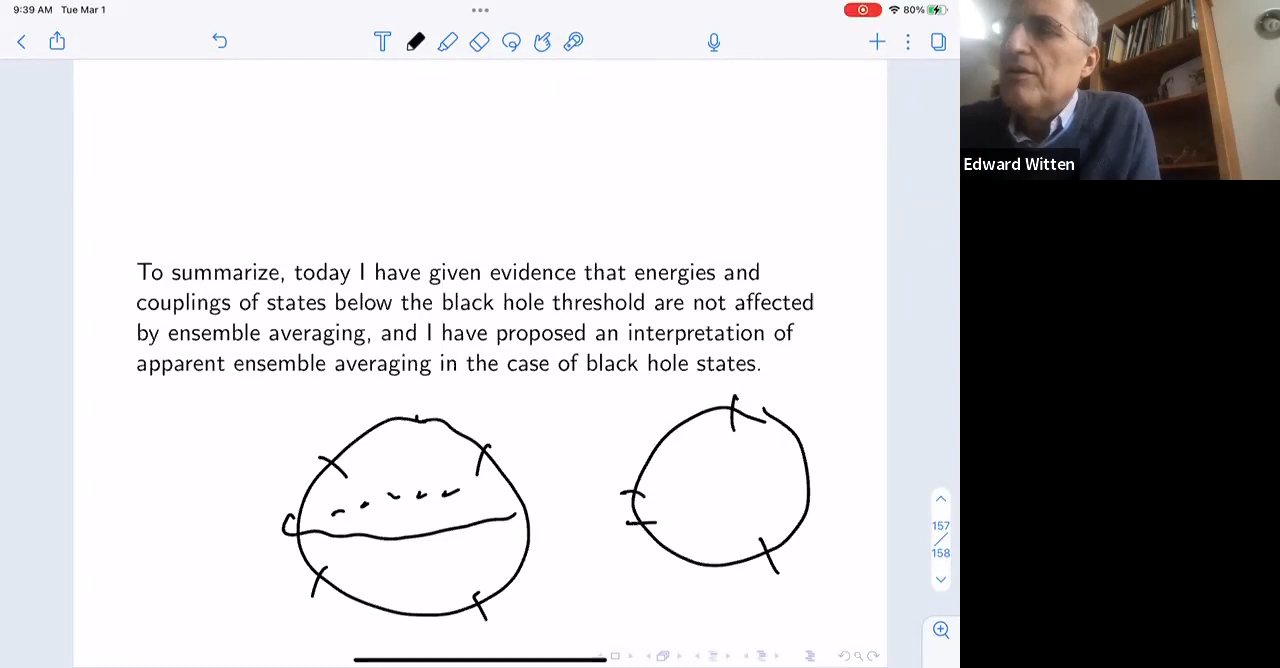 9:39 AM Tue Mar 1
80%
Edward Witten
To summarize, today I have given evidence that energies and
couplings of states below the black hole threshold are not affected
by ensemble averaging, and I have proposed an interpretation of
apparent ensemble averaging in the case of black hole states.
157
158